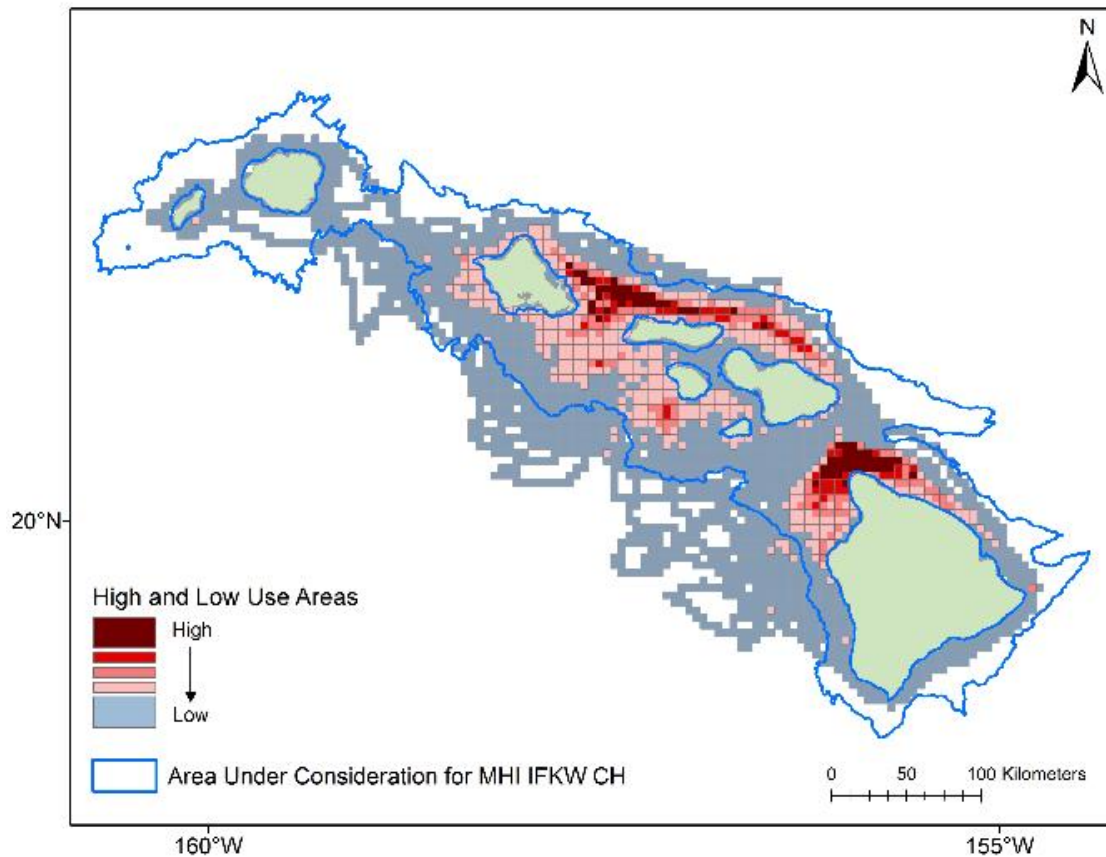 N
20°N
High and Low Use Areas
High
Low
Area Under Consideration for MHI IFKW CH
0 50 100 Kilometers
160°W 155°W